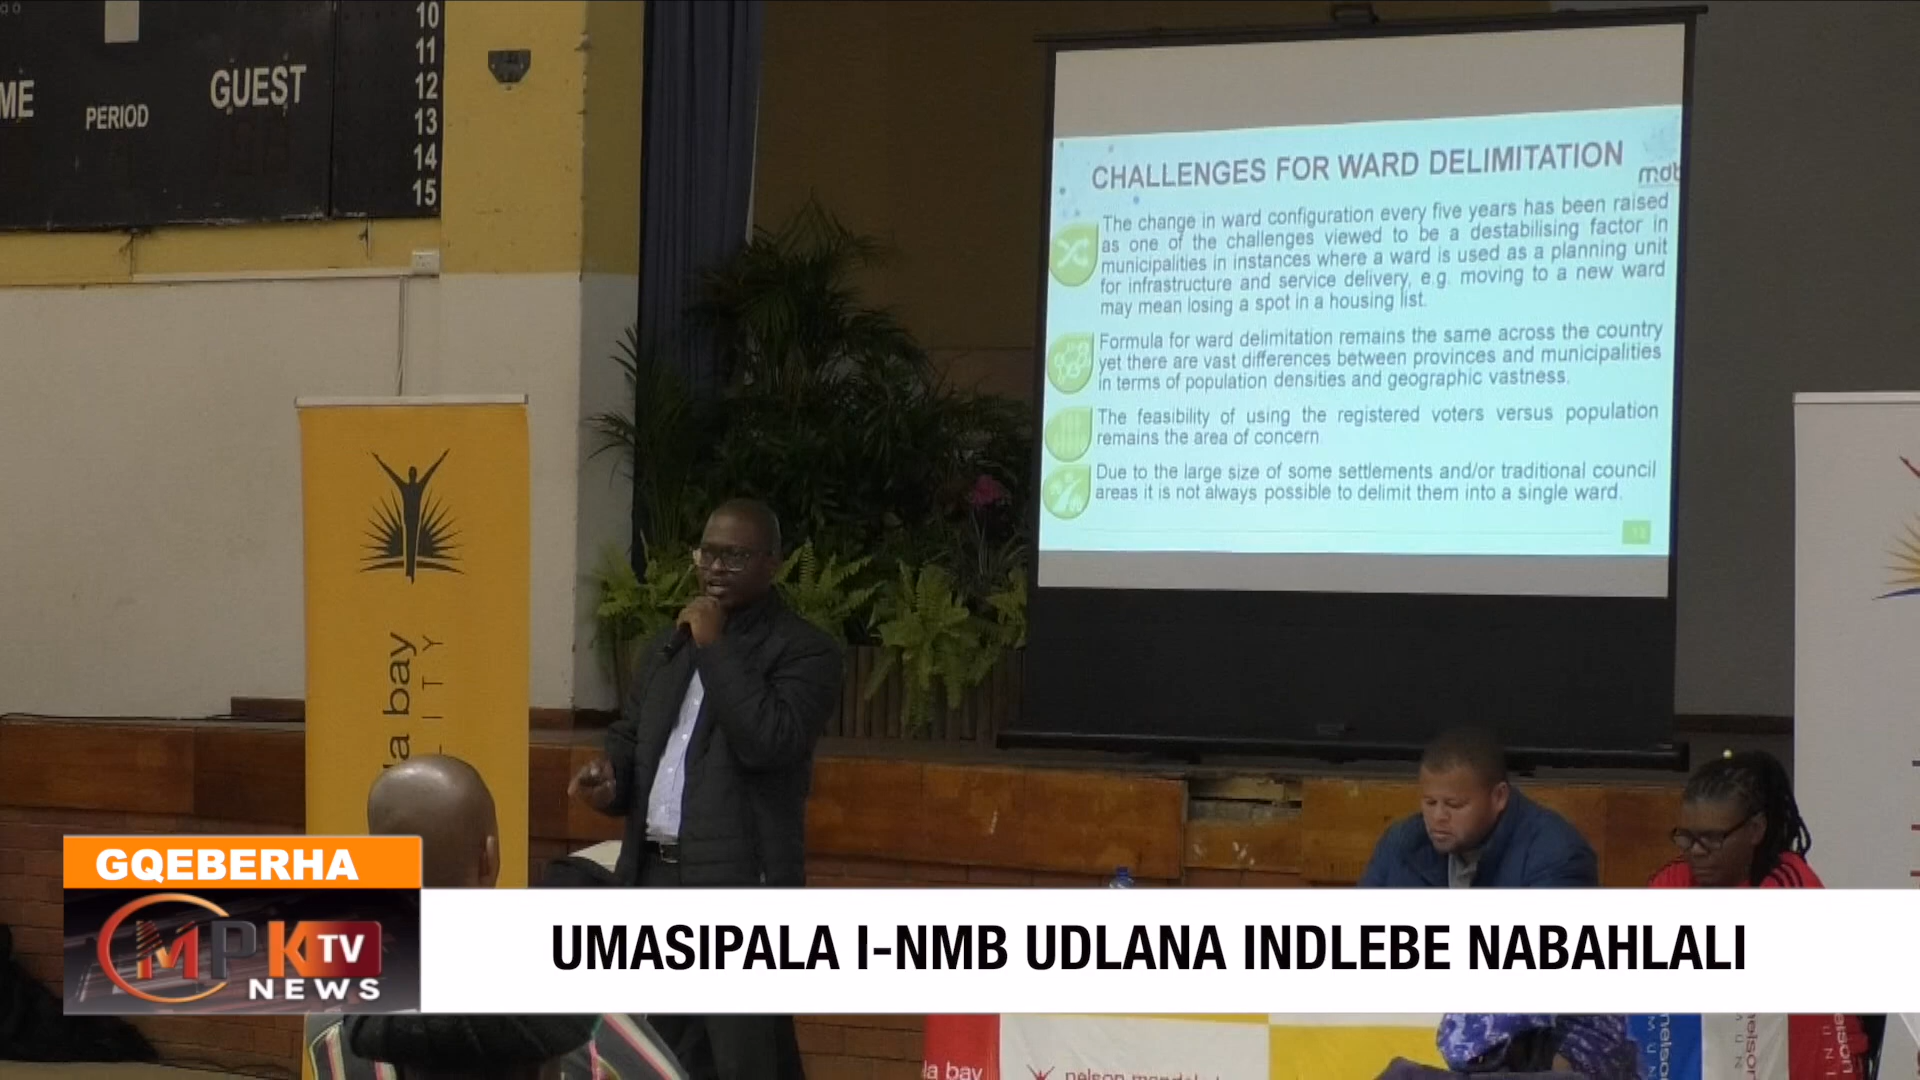 10
11
12
13
14
15
PERIOD
GUEST
CHALLENGES FOR WARD DELIMITATION
The change in ward configuration every five years has been raised
as one of the challenges viewed to be a destabilising factor in
municipalities in instances where a ward is used as a planning unit
for infrastructure and service delivery, e.g. moving to a new ward
may mean losing a spot in a housing list.
Formula for ward delimitation remains the same across the country
yet there are vast differences between provinces and municipalities
in terms of population densities and geographic vastness.
The feasibility of using the registered voters versus population
remains the area of concern
Due to the large size of some settlements and/or traditional council
areas it is not always possible to delimit them into a single ward.
la bay
LITY
GQEBERHA
MPK TV
NEWS
UMASIPALA I-NMB UDLANA INDLEBE NABAHLALI
la bay